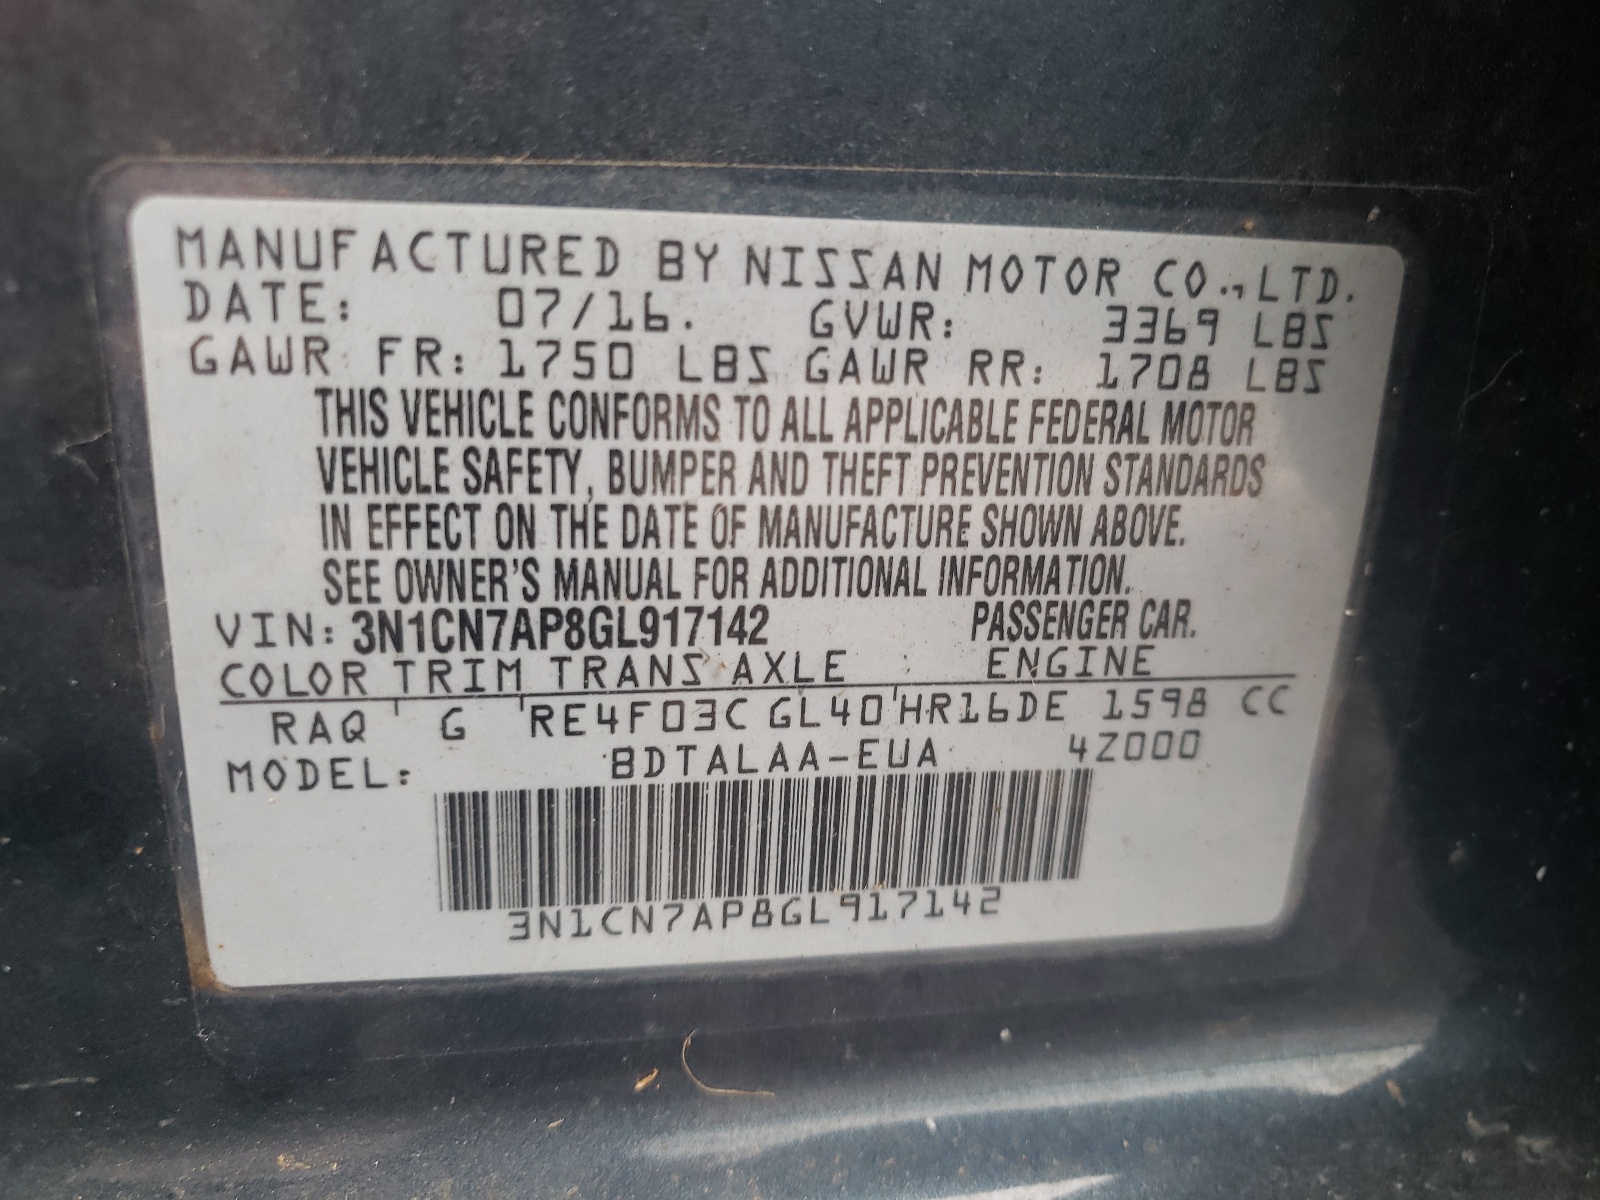 MANUFACTURED BY NISSAN MOTOR CO., LTD.
DATE: 07/16. GVWR: 3369 LBS
GAWR FR: 1750 LBS GAWR RR: 1708 LBS
THIS VEHICLE CONFORMS TO ALL APPLICABLE FEDERAL MOTOR
VEHICLE SAFETY, BUMPER AND THEFT PREVENTION STANDARDS
IN EFFECT ON THE DATE OF MANUFACTURE SHOWN ABOVE.
SEE OWNER'S MANUAL FOR ADDITIONAL INFORMATION.
VIN: 3N1CN7AP8GL917142 PASSENGER CAR.
COLOR TRIM TRANS AXLE ENGINE
RAQ G RE4F03C GL40 HR16DE 1598 CC
MODEL: BDTALAA-EUA 4Z000
3N1CN7AP8GL917142